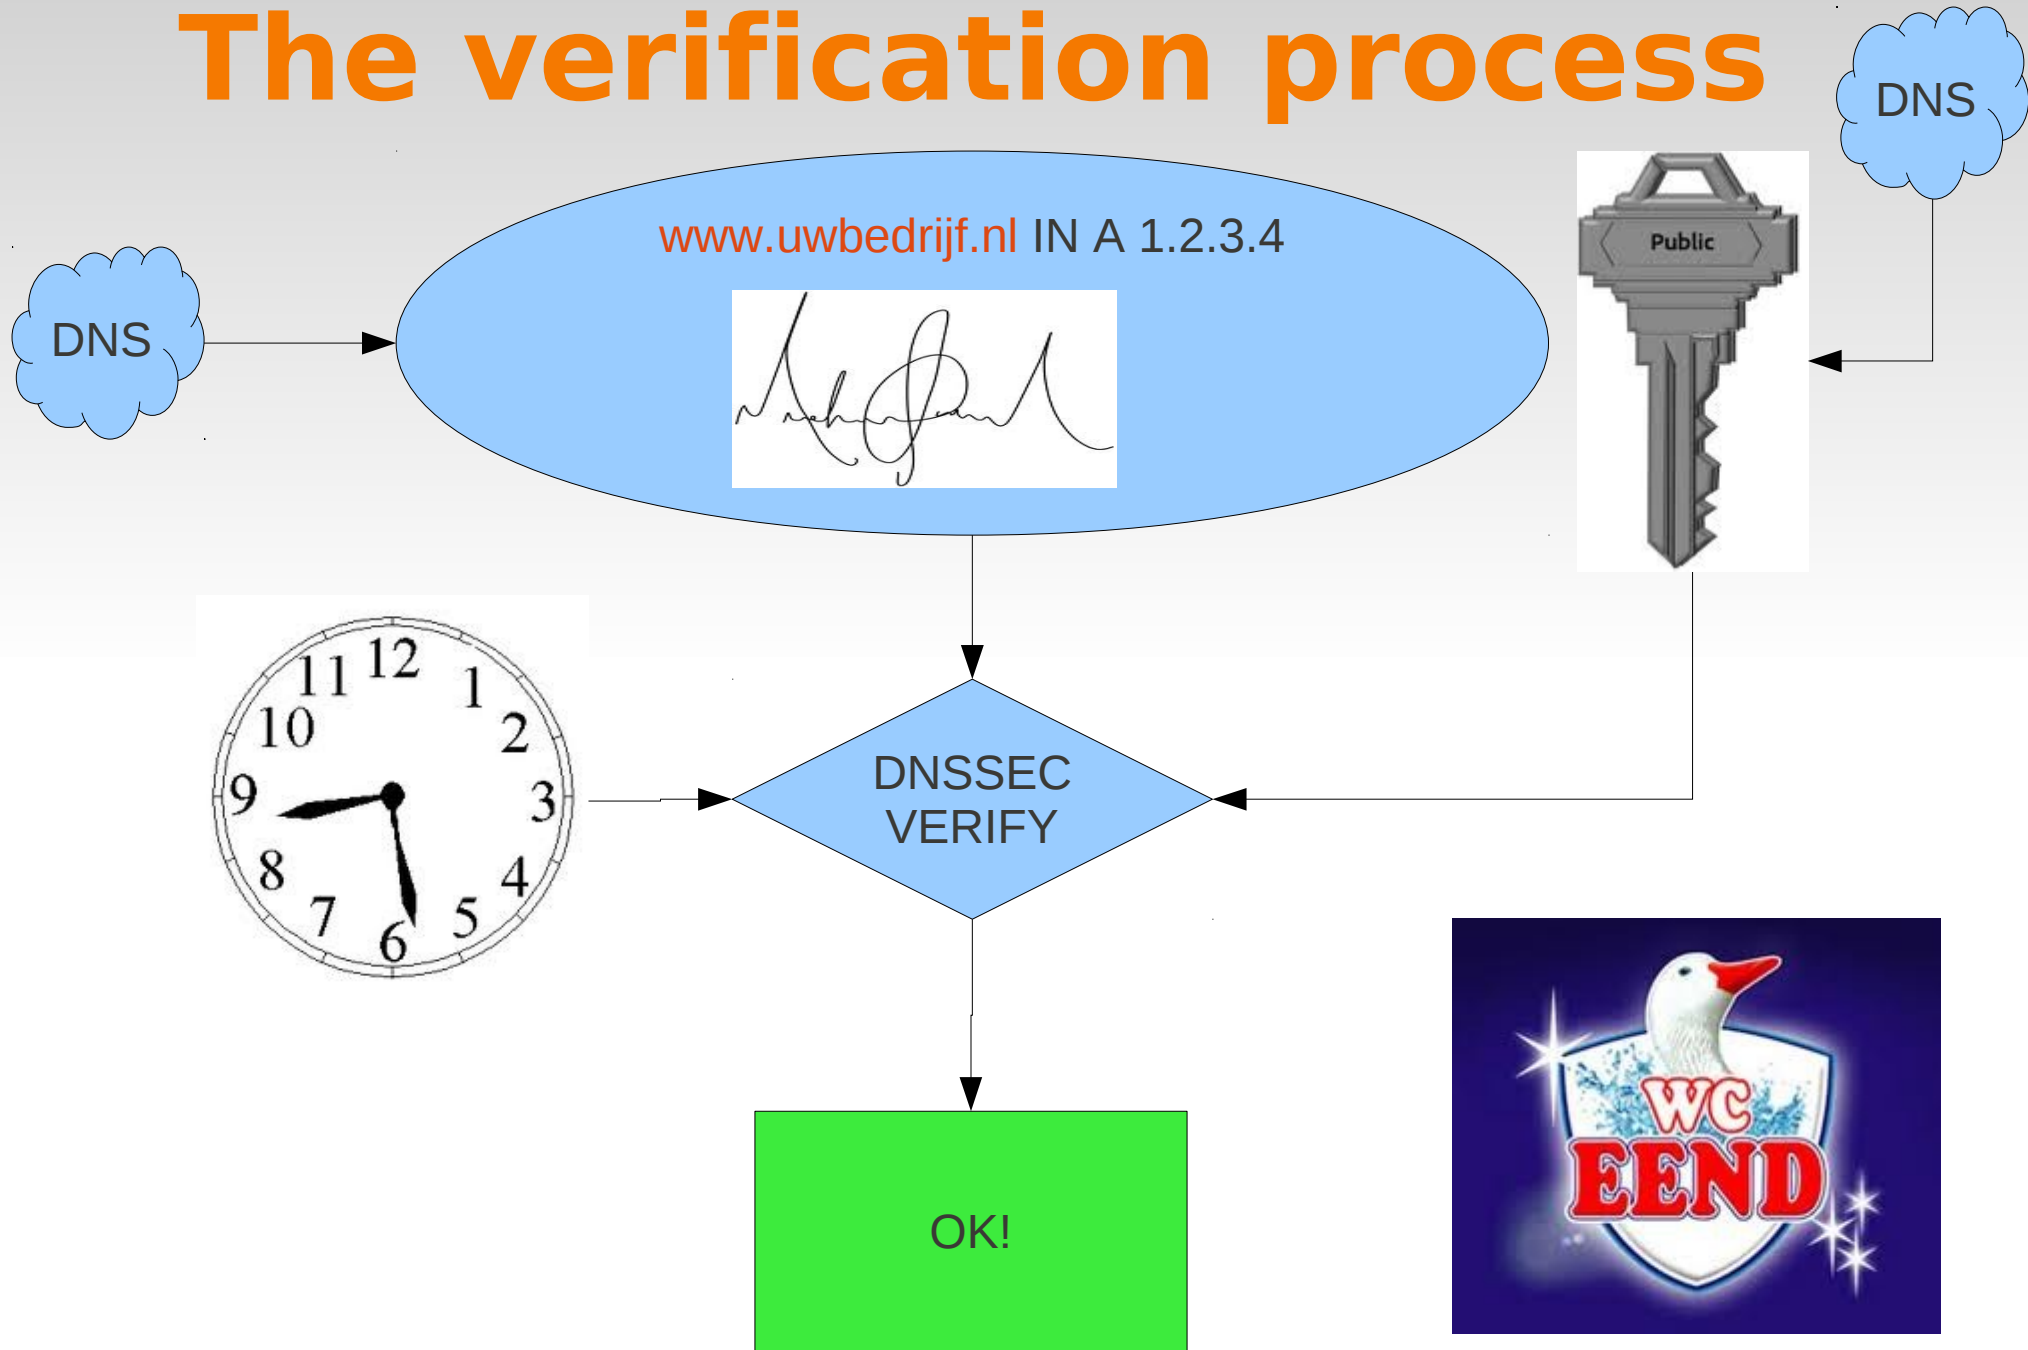 The verification process
DNS
www.uwbedrijf.nl IN A 1.2.3.4
Public
DNS
12
11
1
10
2
9
3
8
4
7
5
6
DNSSEC
VERIFY
WC
EEND
OK!